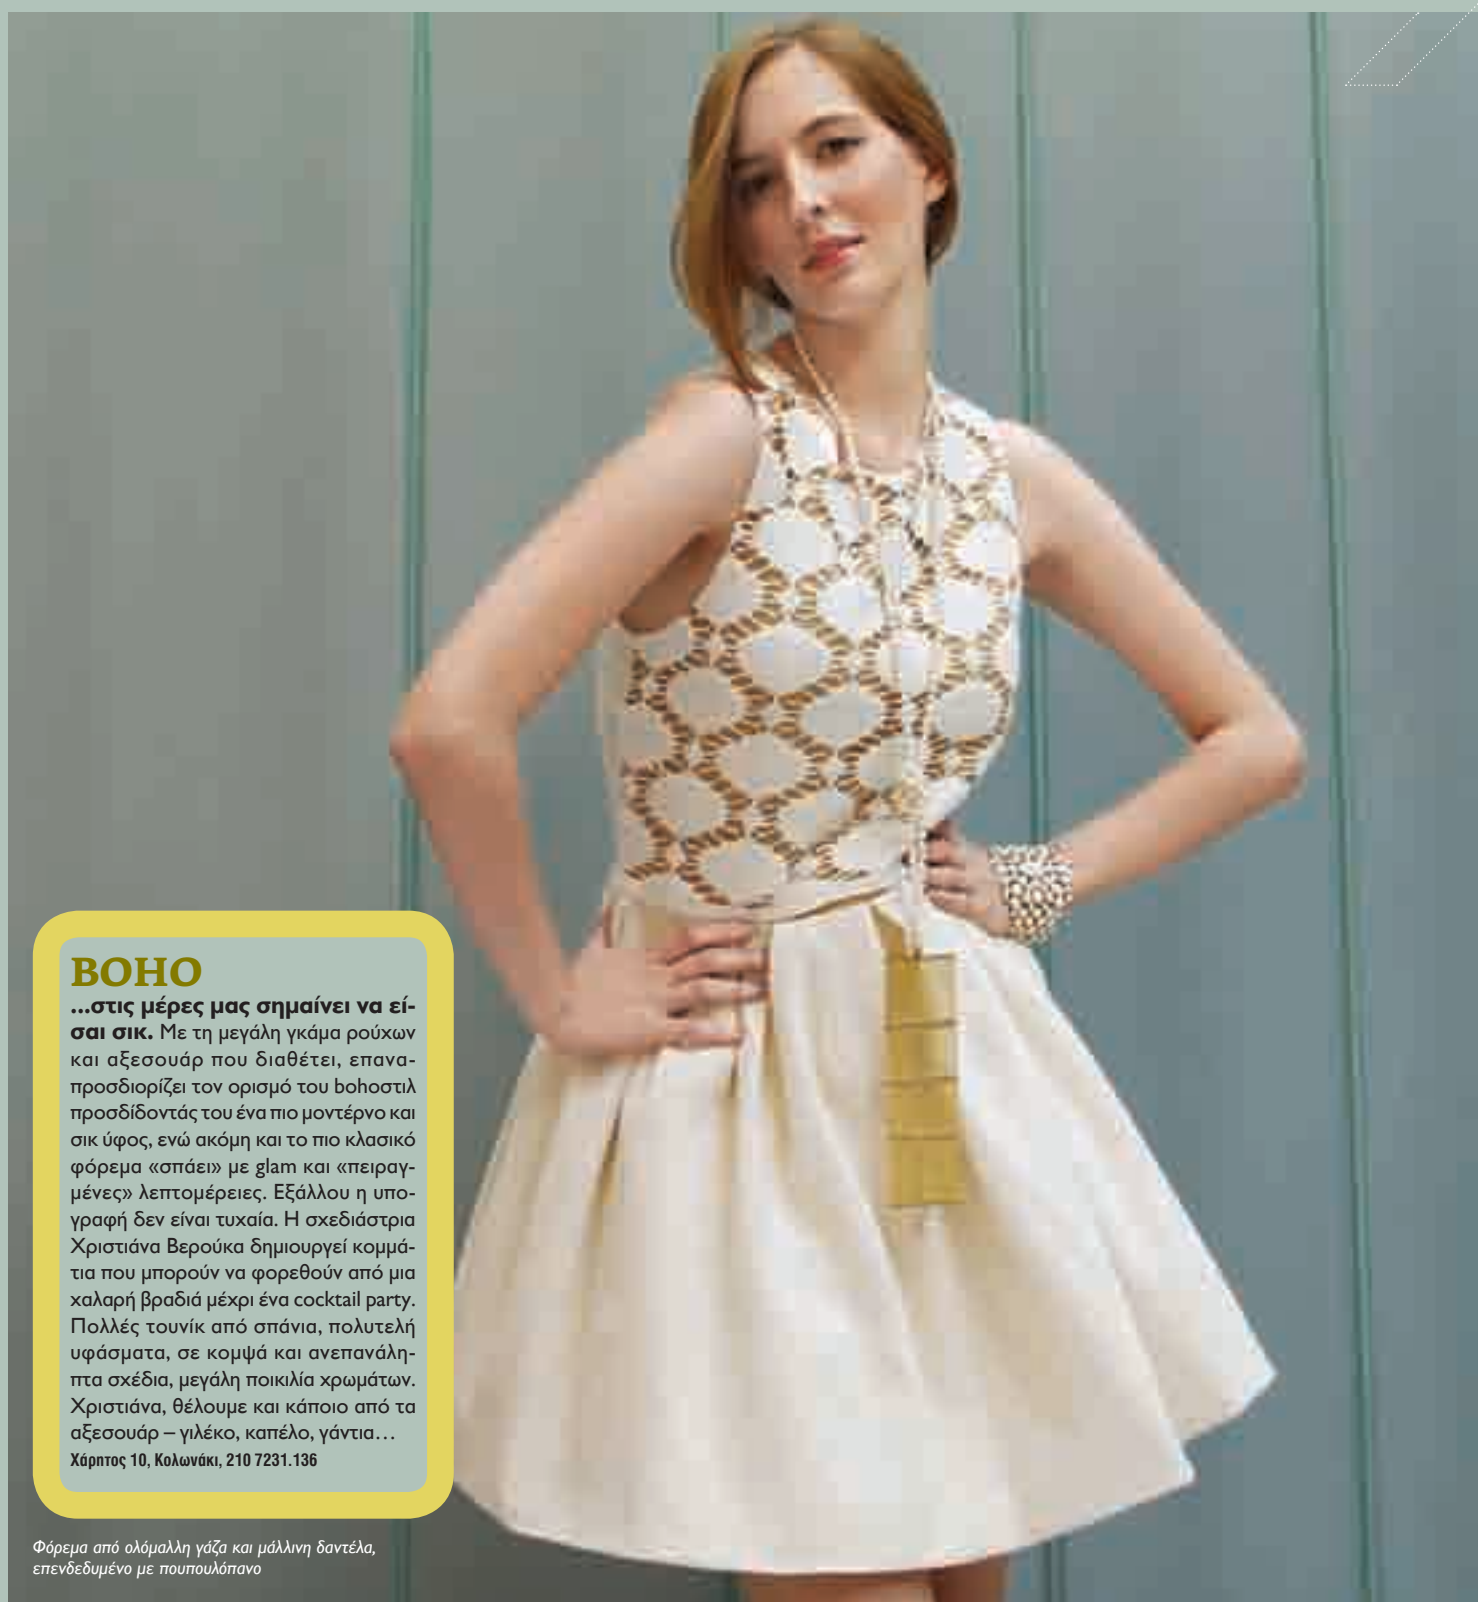 BOHO
...στις μέρες μας σημαίνει να εί-
σαι σικ. Με τη μεγάλη γκάμα ρούχων
και αξεσουάρ που διαθέτει, επανα-
προσδιορίζει τον ορισμό του bohoστιλ
προσδίδοντάς του ένα πιο μοντέρνο και
σικ ύφος, ενώ ακόμη και το πιο κλασικό
φόρεμα «σπάει» με glam και «πειραγ-
μένες» λεπτομέρειες. Εξάλλου η υπο-
γραφή δεν είναι τυχαία. Η σχεδιάστρια
Χριστιάνα Βερούκα δημιουργεί κομμά-
τια που μπορούν να φορεθούν από μια
χαλαρή βραδιά μέχρι ένα cocktail party.
Πολλές τουνίκ από σπάνια, πολυτελή
υφάσματα, σε κομψά και ανεπανάλη-
πτα σχέδια, μεγάλη ποικιλία χρωμάτων.
Χριστιάνα, θέλουμε και κάποιο από τα
αξεσουάρ – γιλέκο, καπέλο, γάντια…
Χάρητος 10, Κολωνάκι, 210 7231.136
Φόρεμα από ολόμαλλη γάζα και μάλλινη δαντέλα,
επενδεδυμένο με πουπουλόπανο